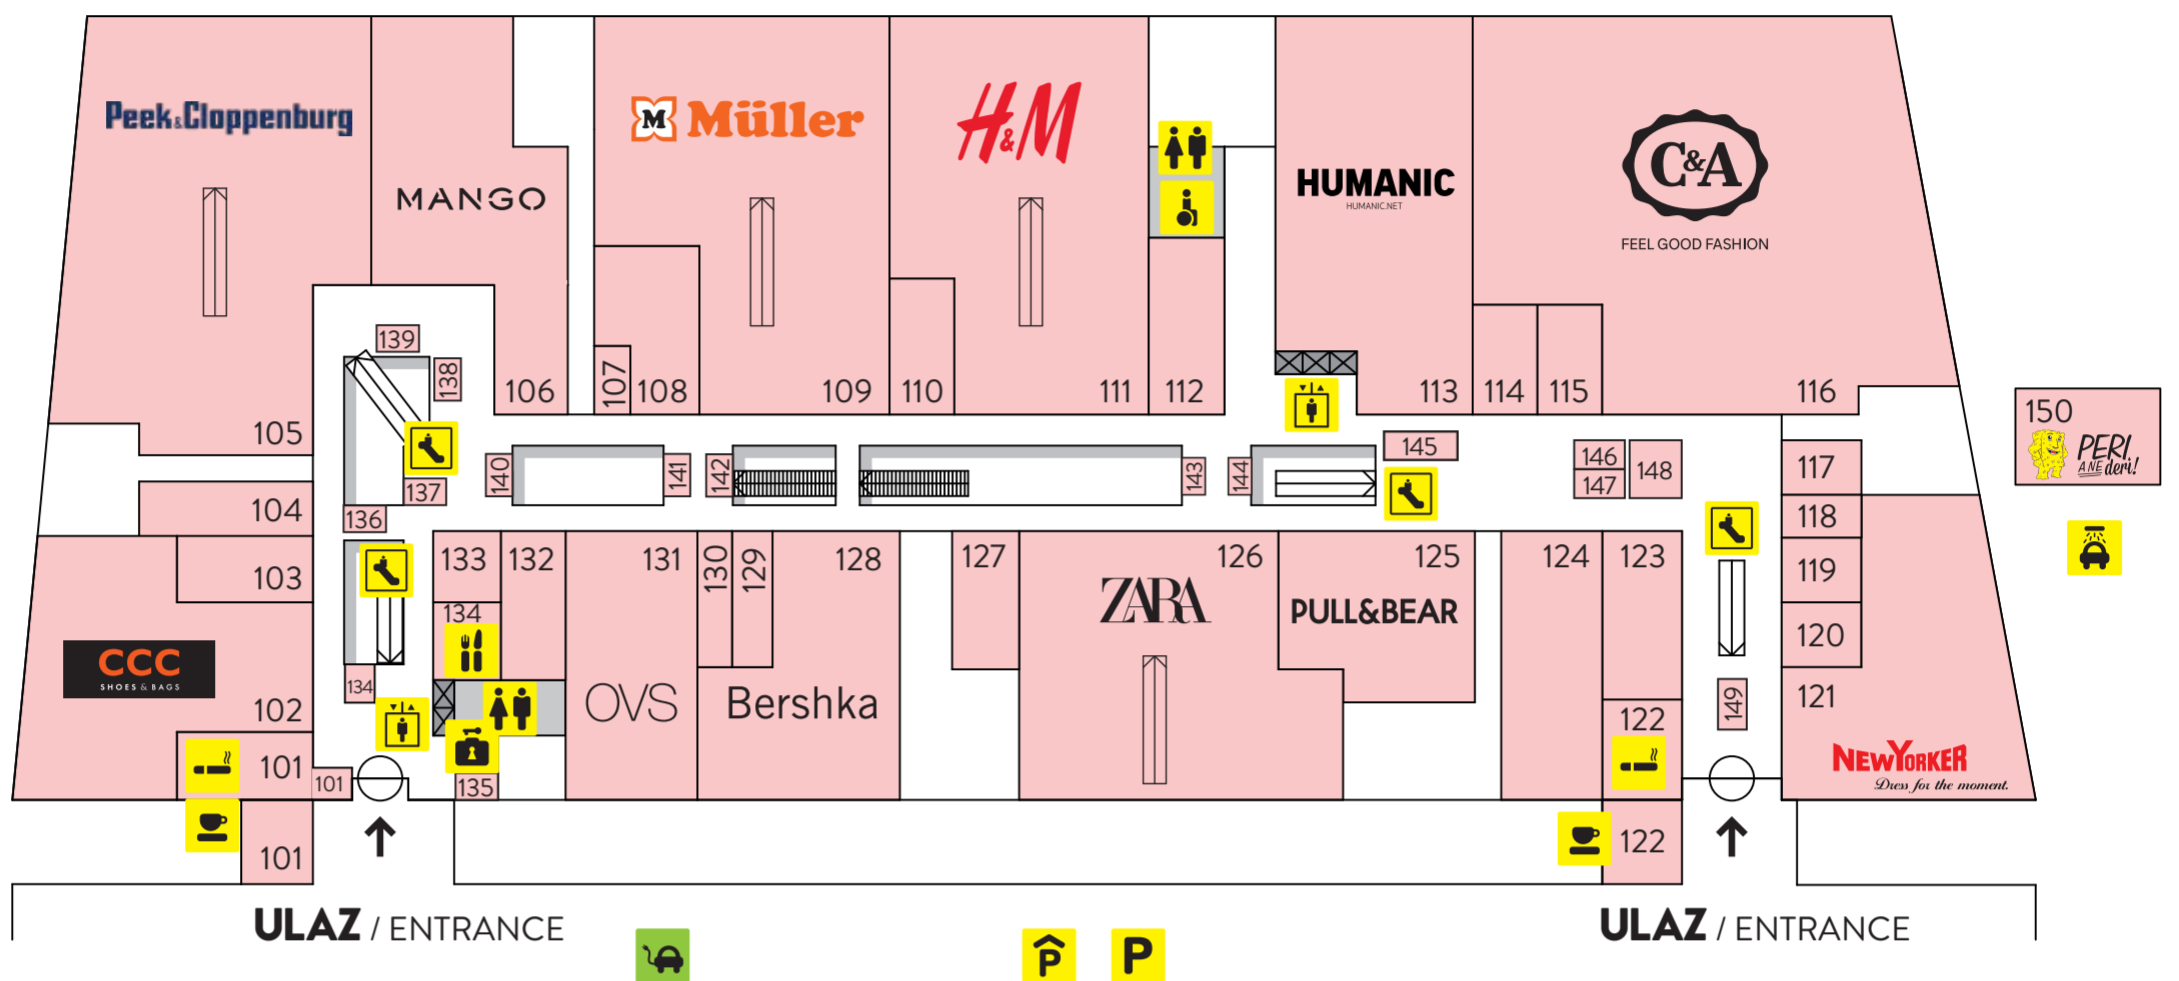 Peek&Cloppenburg
MANGO
M Müller
H&M
HUMANIC
HUMANIC.NET
C&A
FEEL GOOD FASHION
139
138
105
106
107
108
109
110
111
112
113
114
115
116
150
PERI,
A NE deri!
137
136
140
141
142
143
144
145
146
147
148
117
118
119
120
121
104
103
102
CCC
SHOES & BAGS
134
101
101
101
133
132
134
135
131
OVS
130
129
128
Bershka
127
126
ZARA
125
PULL&BEAR
124
123
122
122
149
NEWYORKER
Dress for the moment.
ULAZ / ENTRANCE
ULAZ / ENTRANCE
P
P